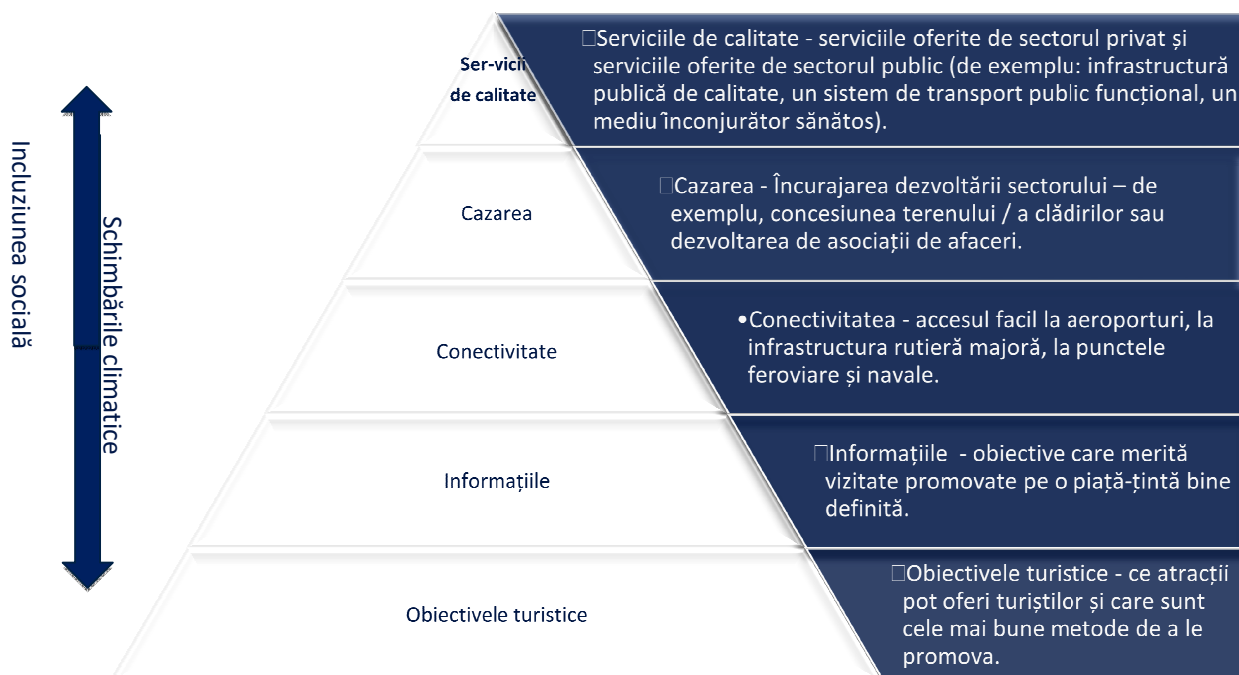 Incluziunea socială
Schimbările climatice
Ser-vicii
de calitate
□Serviciile de calitate - serviciile oferite de sectorul privat și
serviciile oferite de sectorul public (de exemplu: infrastructură
publică de calitate, un sistem de transport public funcțional, un
mediu înconjurător sănătos).
Cazarea
□Cazarea - Încurajarea dezvoltării sectorului – de
exemplu, concesiunea terenului / a clădirilor sau
dezvoltarea de asociații de afaceri.
Conectivitate
•Conectivitatea - accesul facil la aeroporturi, la
infrastructura rutieră majoră, la punctele
feroviare și navale.
Informațiile
□Informațiile - obiective care merită
vizitate promovate pe o piață-țintă bine
definită.
Obiectivele turistice
□Obiectivele turistice - ce atracții
pot oferi turiștilor și care sunt
cele mai bune metode de a le
promova.